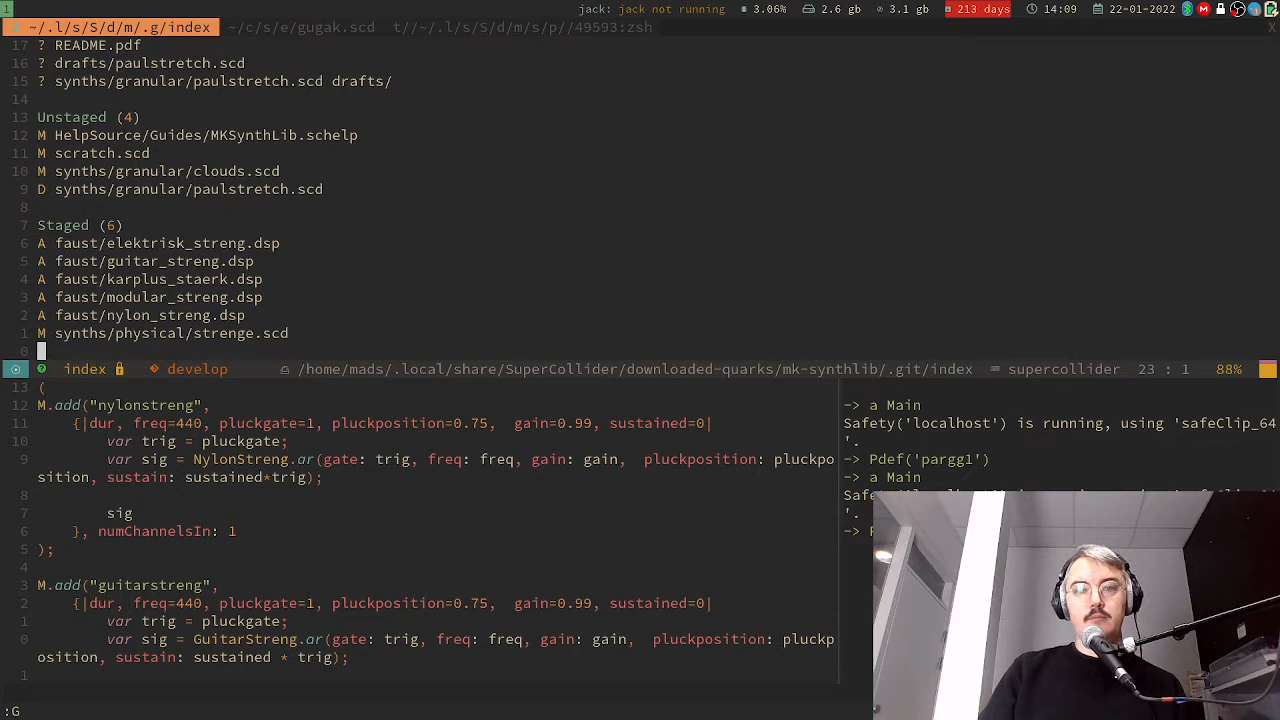 1 jack: jack not running 3.06% 2.6 gb 3.1 gb 213 days 14:09 22-01-2022
~/.l/s/S/d/m/.g/index ~/c/s/e/gugak.scd t//~/.l/s/S/d/m/s/p//49593:zsh X
17 ? README.pdf
16 ? drafts/paulstretch.scd
15 ? synths/granular/paulstretch.scd drafts/
14
13 Unstaged (4)
12 M HelpSource/Guides/MKSynthLib.schelp
11 M scratch.scd
10 M synths/granular/clouds.scd
9 D synths/granular/paulstretch.scd
8
7 Staged (6)
6 A faust/elektrisk_streng.dsp
5 A faust/guitar_streng.dsp
4 A faust/karplus_staerk.dsp
3 A faust/modular_streng.dsp
2 A faust/nylon_streng.dsp
1 M synths/physical/strenge.scd
0
index develop /home/mads/.local/share/SuperCollider/downloaded-quarks/mk-synthlib/.git/index supercollider 23 : 1 88%
13 (
12 M.add("nylonstreng",
11 {|dur, freq=440, pluckgate=1, pluckposition=0.75, gain=0.99, sustained=0|
10 var trig = pluckgate;
9 var sig = NylonStreng.ar(gate: trig, freq: freq, gain: gain, pluckposition: pluckpo
sition, sustain: sustained*trig);
8
7 sig
6 }, numChannelsIn: 1
5 );
4
3 M.add("guitarstreng",
2 {|dur, freq=440, pluckgate=1, pluckposition=0.75, gain=0.99, sustained=0|
1 var trig = pluckgate;
0 var sig = GuitarStreng.ar(gate: trig, freq: freq, gain: gain, pluckposition: pluckp
osition, sustain: sustained * trig);
1
-> a Main
Safety('localhost') is running, using 'safeClip_64
'.
-> Pdef('pargg1')
-> a Main
'.
->
:G